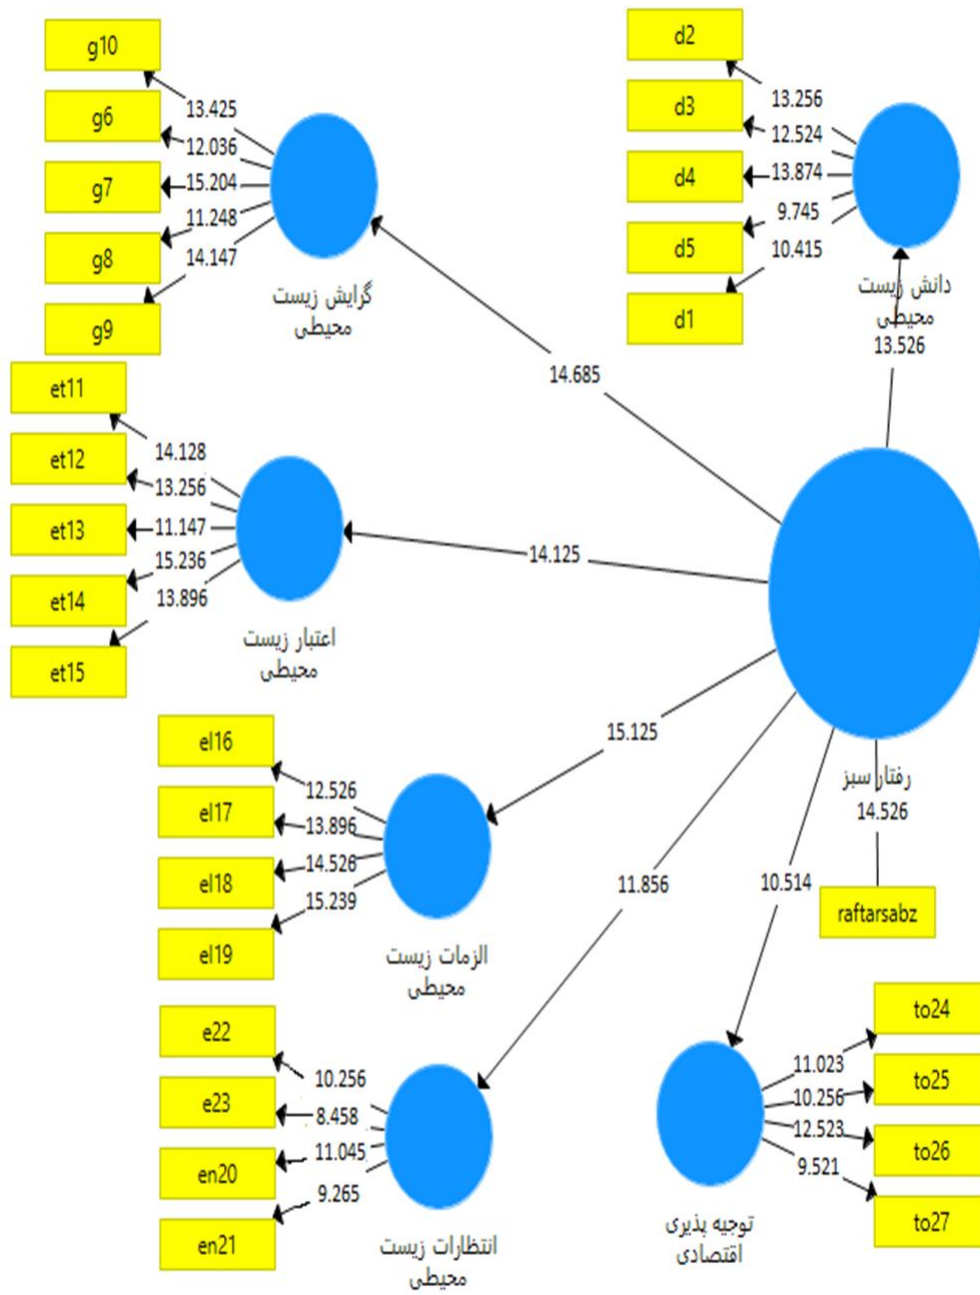 g10
g6
g7
g8
g9
13.425
12.036
15.204
11.248
14.147
گرایش زیست
محیطی
d2
d3
d4
d5
d1
13.256
12.524
13.874
9.745
10.415
دانش زیست
محیطی
13.526
14.685
et11
et12
et13
et14
et15
14.128
13.256
11.147
15.236
13.896
اعتبار زیست
محیطی
14.125
رفتار سبز
14.526
raftarsabz
15.125
el16
el17
el18
el19
12.526
13.896
14.526
15.239
الزمات زیست
محیطی
11.856
10.514
e22
e23
en20
en21
10.256
8.458
11.045
9.265
انتظارات زیست
محیطی
to24
to25
to26
to27
11.023
10.256
12.523
9.521
توجیه پذیری
اقتصادی